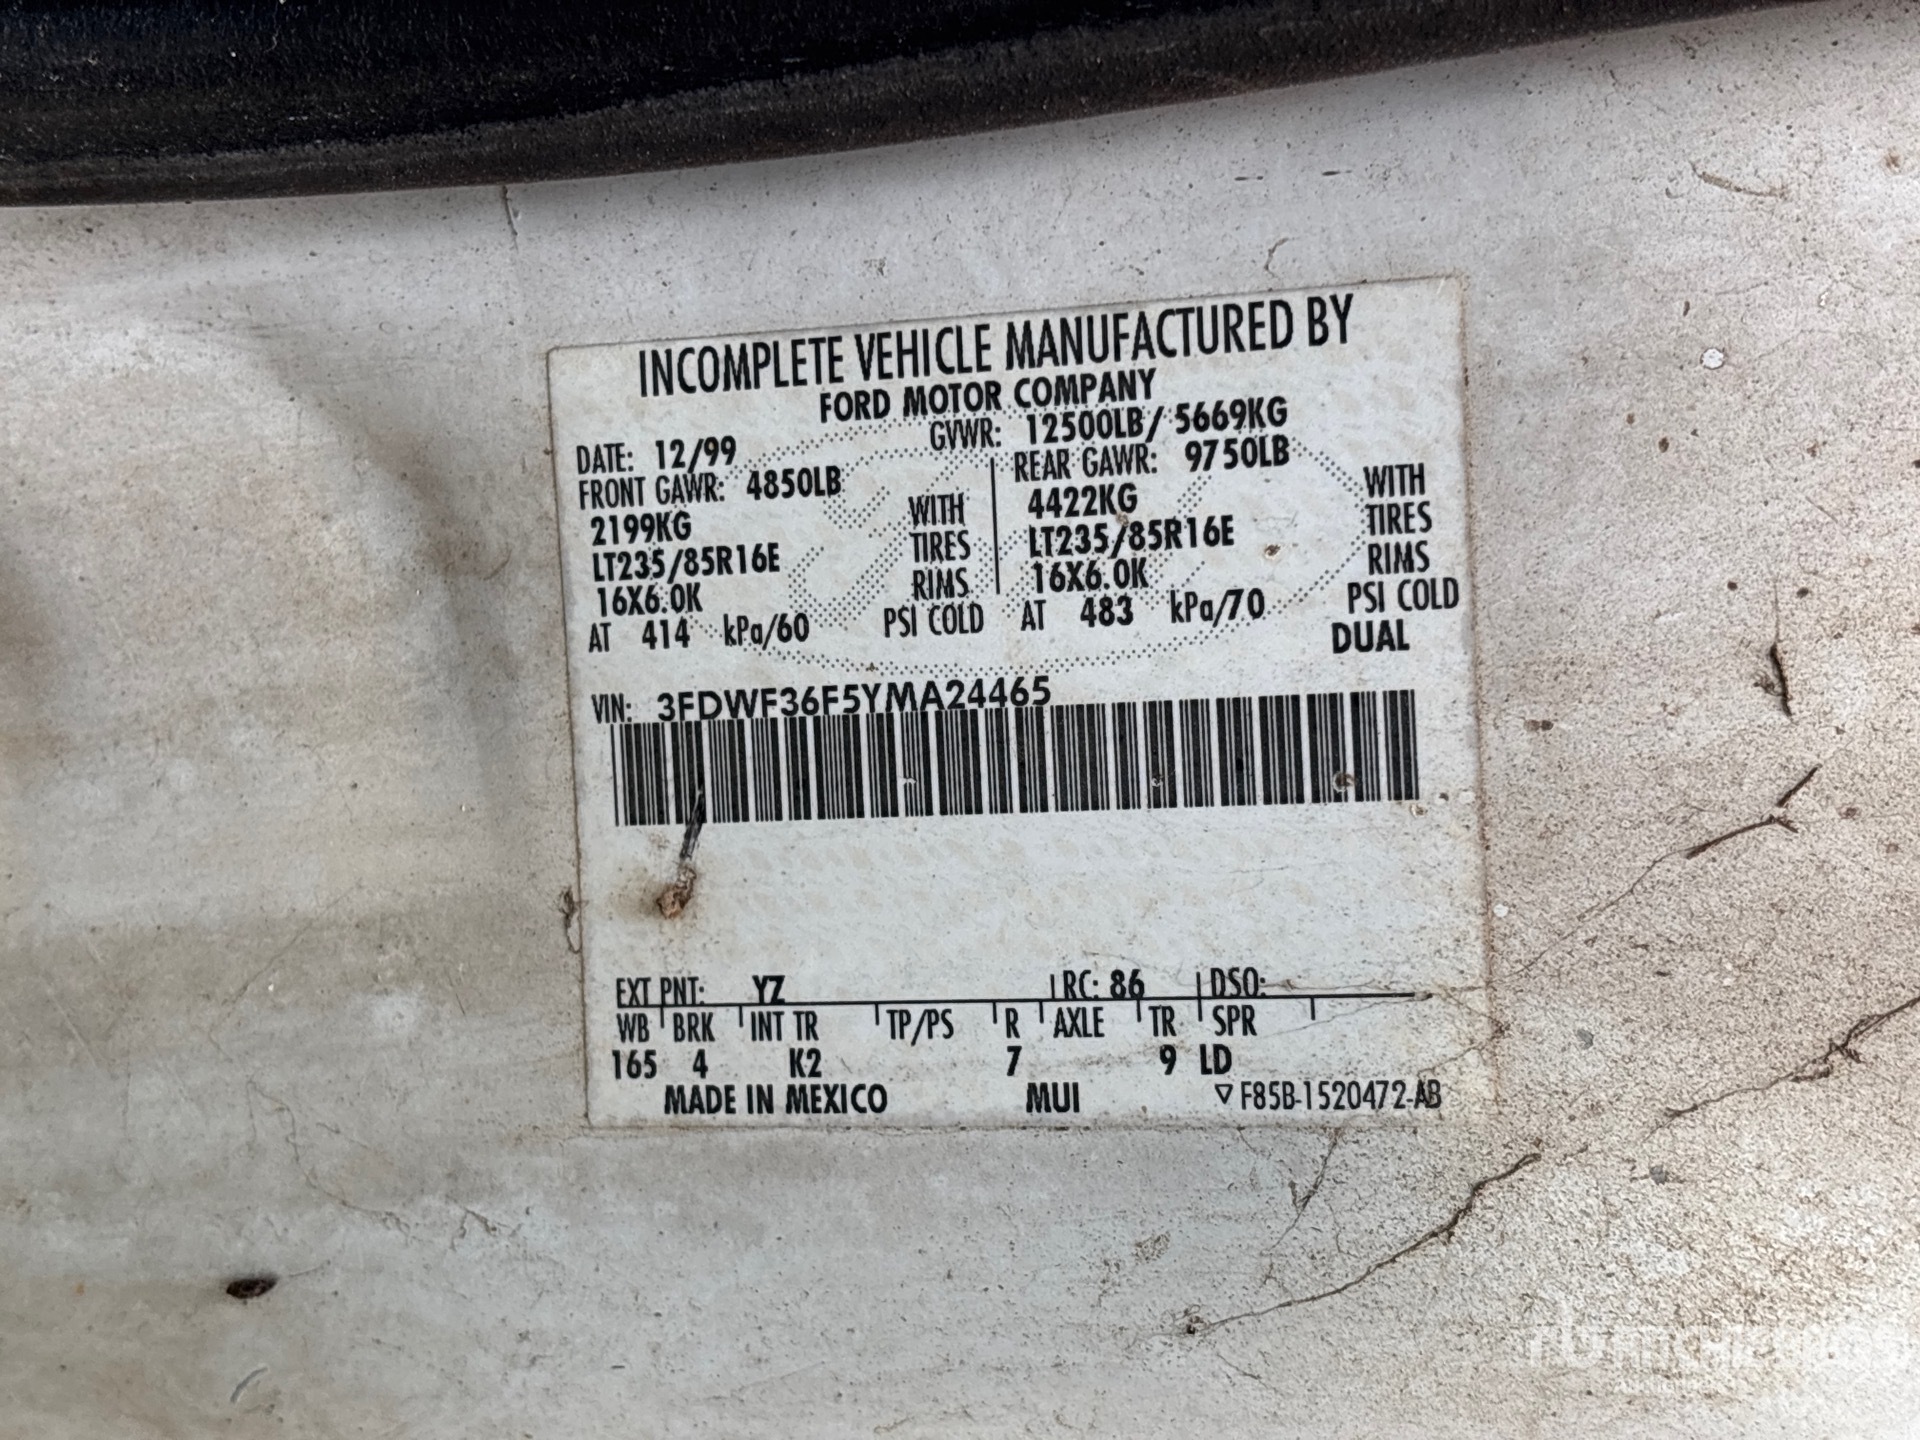 INCOMPLETE VEHICLE MANUFACTURED BY
FORD MOTOR COMPANY
DATE: 12/99 GVWR: 12500LB/ 5669KG
FRONT GAWR: 4850LB REAR GAWR: 9750LB
2199KG WITH 4422KG WITH
LT235/85R16E TIRES LT235/85R16E TIRES
16X6.0K RIMS 16X6.0K RIMS
AT 414 kPa/60 PSI COLD AT 483 kPa/70 PSI COLD
DUAL
VIN: 3FDWF36F5YMA24465
EXT PNT: YZ RC: 86 DSO:
WB BRK INT TR TP/PS R AXLE TR SPR
165 4 K2 7 9 LD
MADE IN MEXICO MUI ▽F85B-1520472-AB